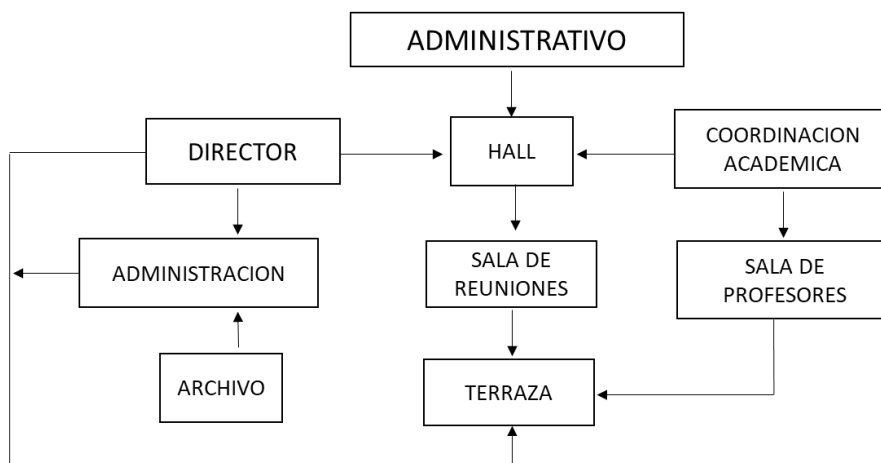 ADMINISTRATIVO
DIRECTOR
HALL
COORDINACION
ACADEMICA
ADMINISTRACION
SALA DE
REUNIONES
SALA DE
PROFESORES
ARCHIVO
TERRAZA